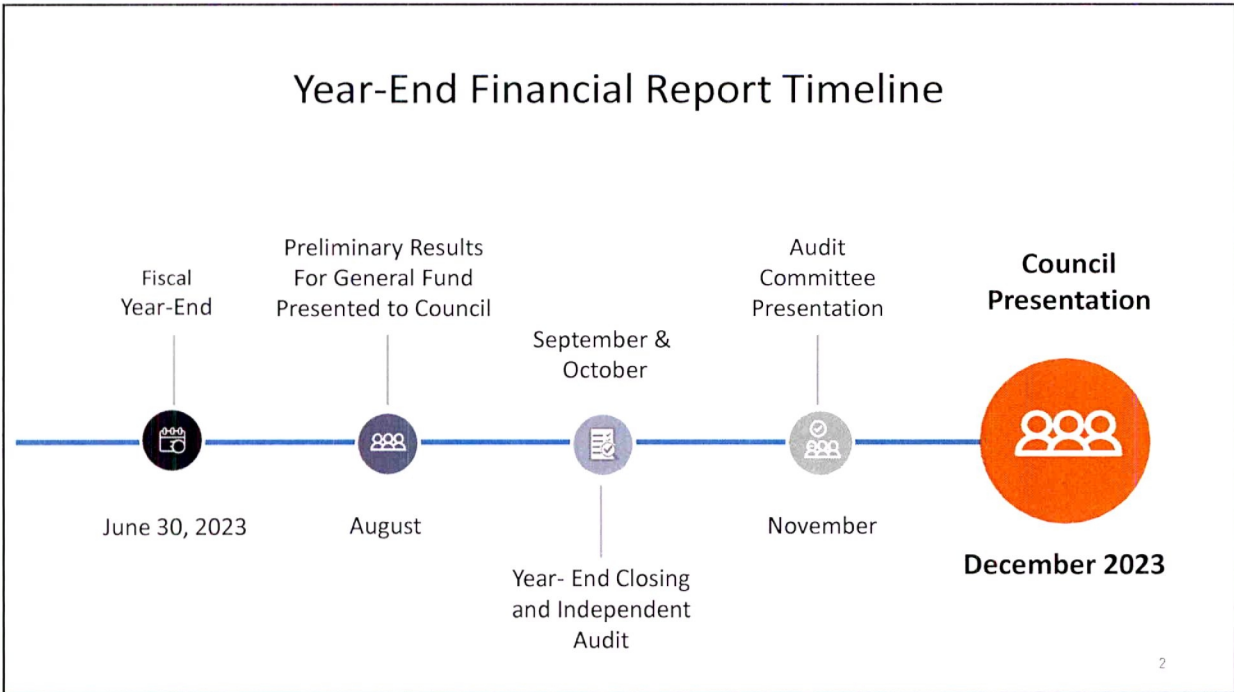 Year-End Financial Report Timeline
Fiscal
Year-End
June 30, 2023
Preliminary Results
For General Fund
Presented to Council
August
September &
October
Year- End Closing
and Independent
Audit
Audit
Committee
Presentation
November
Council
Presentation
December 2023
2